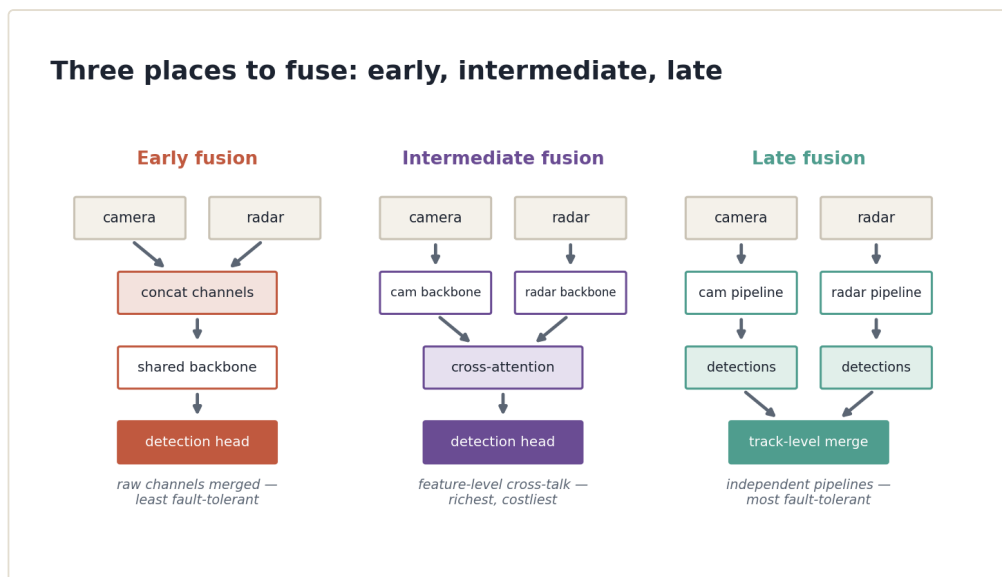 Three places to fuse: early, intermediate, late
Early fusion
camera
radar
concat channels
shared backbone
detection head
raw channels merged —
least fault-tolerant
Intermediate fusion
camera
radar
cam backbone
radar backbone
cross-attention
detection head
feature-level cross-talk —
richest, costliest
Late fusion
camera
radar
cam pipeline
radar pipeline
detections
detections
track-level merge
independent pipelines —
most fault-tolerant